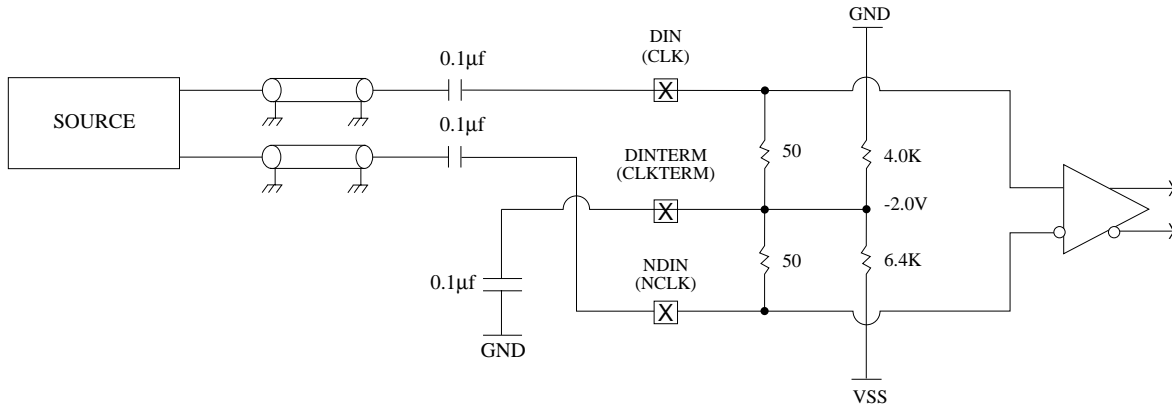 GND
DIN
(CLK)
0.1µf
SOURCE
0.1µf
50
4.0K
DINTERM
(CLKTERM)
-2.0V
NDIN
(NCLK)
50
6.4K
0.1µf
GND
VSS
X
X
X